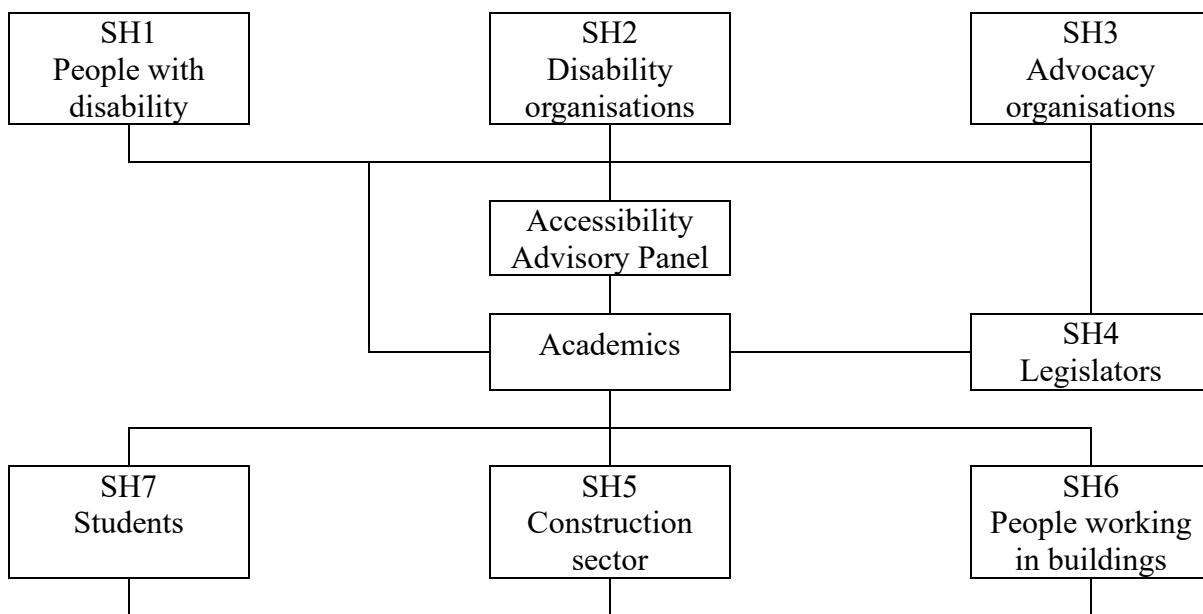 SH1
People with
disability
SH2
Disability
organisations
SH3
Advocacy
organisations
Accessibility
Advisory Panel
Academics
SH4
Legislators
SH7
Students
SH5
Construction
sector
SH6
People working
in buildings